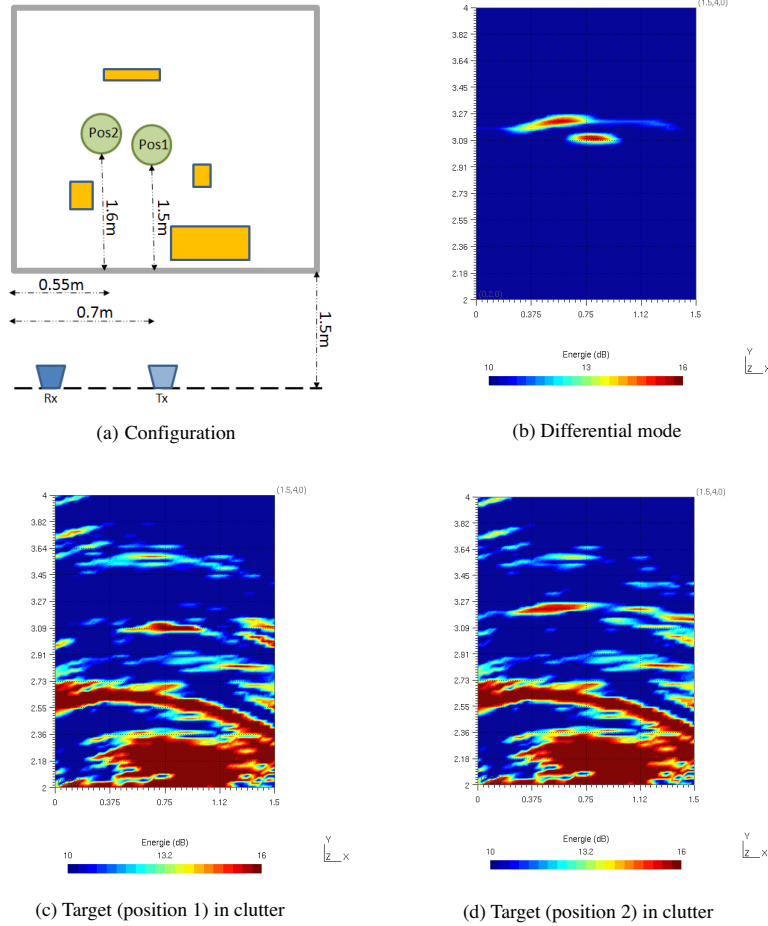 Pos2
Pos1
1.6m
1.5m
0.55m
0.7m
1.5m
Rx
Tx
(a) Configuration
(1.5,4,0)
4
3.82
3.64
3.45
3.27
3.09
2.91
2.73
2.55
2.36
2.18
2
(0,2,0)
0
0.375
0.75
1.12
1.5
Energie (dB)
10
13
16
Y
Z
X
(b) Differential mode
(1.5,4,0)
4
3.82
3.64
3.45
3.27
3.09
2.91
2.73
2.55
2.36
2.18
2
0
0.375
0.75
1.12
1.5
Energie (dB)
10
13.2
16
Y
Z
X
(c) Target (position 1) in clutter
(1.5,4,0)
4
3.82
3.64
3.45
3.27
3.09
2.91
2.73
2.55
2.36
2.18
2
0
0.375
0.75
1.12
1.5
Energie (dB)
10
13.2
16
Y
Z
X
(d) Target (position 2) in clutter